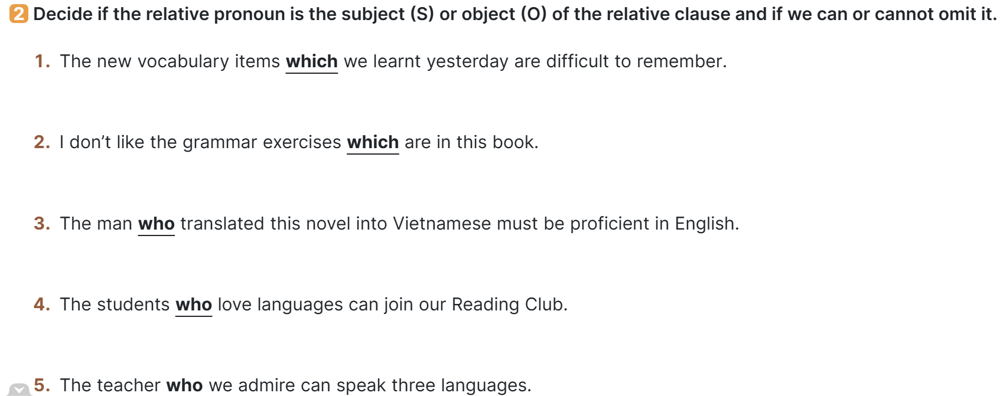 2 Decide if the relative pronoun is the subject (S) or object (O) of the relative clause and if we can or cannot omit it.
1. The new vocabulary items which we learnt yesterday are difficult to remember.
2. I don’t like the grammar exercises which are in this book.
3. The man who translated this novel into Vietnamese must be proficient in English.
4. The students who love languages can join our Reading Club.
5. The teacher who we admire can speak three languages.